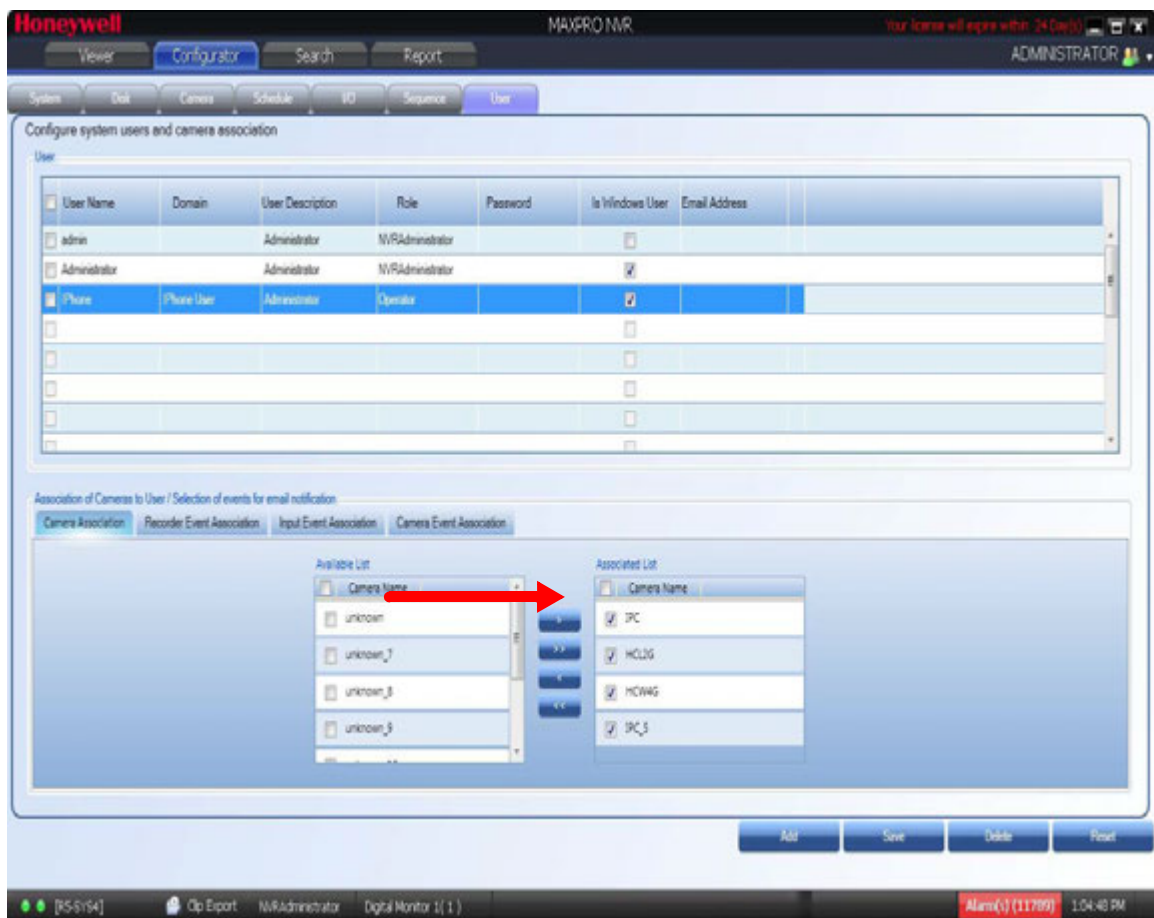 Honeywell MAXPRO NVR Your license will expire within 24 Day(s)
Viewer Configurator Search Report ADMINISTRATOR
System Disk Camera Schedule I/O Sequence User
Configure system users and camera association
User
User Name Domain User Description Role Password Is Windows User Email Address
admin Administrator NVRAdministrator
Administrator Administrator NVRAdministrator
iPhone iPhone User Administrator Operator
Association of Cameras to User / Selection of events for email notification
Camera Association Recorder Event Association Input Event Association Camera Event Association
Available List Associated List
Camera Name Camera Name
unknown > IPC
unknown_7 >> HCL2G
unknown_8 < HCW4G
unknown_9 << IPC_5
Add Save Delete Reset
[RS-SYS4] Clip Export NVRAdministrator Digital Monitor 1( 1 ) Alarm(s) (11789) 1:04:48 PM